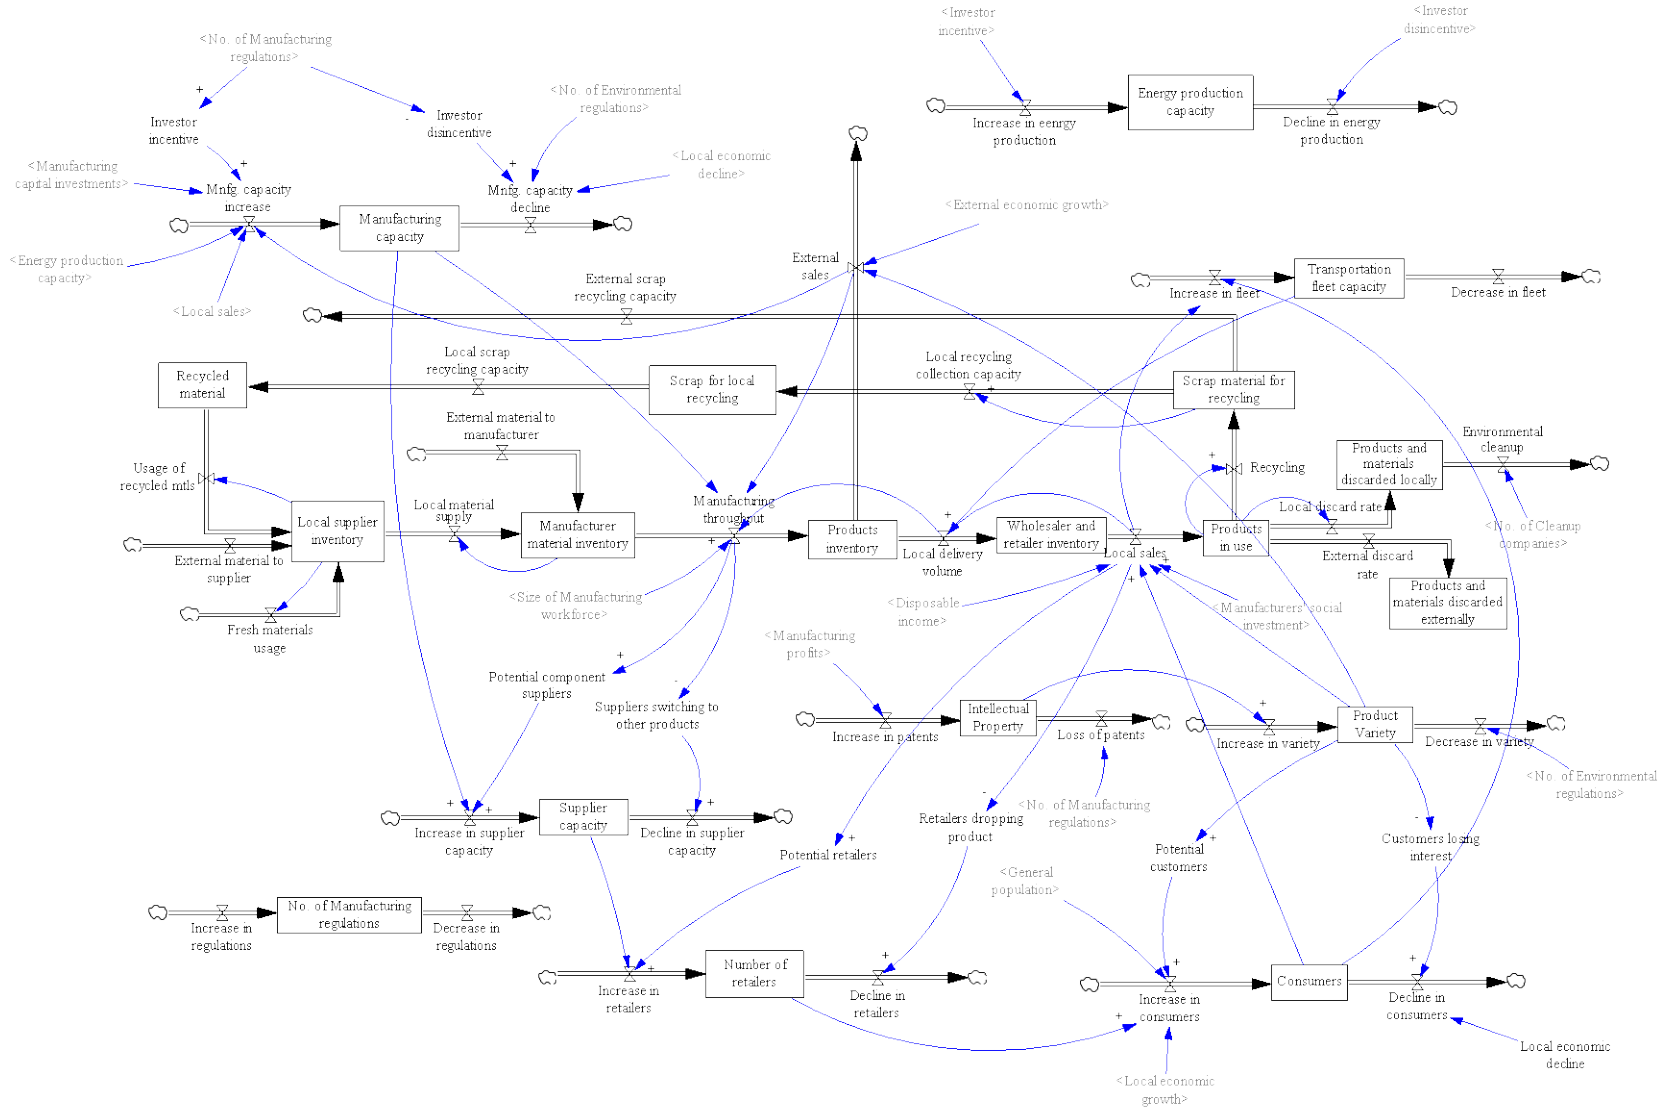 <Investor
incentive>
<Investor
disincentive>
<No. of Manufacturing
regulations>
+
Investor
incentive
+
-
Investor
disincentive
+
<No. of Environmental
regulations>
Energy production
capacity
Increase in eenrgy
production
Decline in energy
production
<Manufacturing
capital investments>
Mnfg. capacity
increase
Mnfg. capacity
decline
<Local economic
decline>
Manufacturing
capacity
<External economic growth>
<Energy production
capacity>
<Local sales>
External
sales
External scrap
recycling capacity
Transportation
fleet capacity
Increase in fleet
Decrease in fleet
Recycled
material
Local scrap
recycling capacity
Scrap for local
recycling
Local recycling
collection capacity
+
Scrap material for
recycling
External material to
manufacturer
Usage of
recycled mtls
+
Recycling
Products and
materials
discarded locally
Environmental
cleanup
Local supplier
inventory
Local material
supply
Manufacturer
material inventory
Manufacturing
throughput
+
Products
inventory
+
Local delivery
volume
Wholesaler and
retailer inventory
Local sales
+
+
Products
in use
Local discard rate
External discard
rate
<No. of Cleanup
companies>
External material to
supplier
Fresh materials
usage
<Size of Manufacturing
workforce>
<Disposable
income>
<Manufacturers' social
investment>
Products and
materials discarded
externally
<Manufacturing
profits>
+
Potential component
suppliers
-
Suppliers switching to
other products
Intellectual
Property
Increase in patents
Loss of patents
+
Increase in variety
Product
Variety
Decrease in variety
<No. of Environmental
regulations>
<No. of Manufacturing
regulations>
+
+
Increase in supplier
capacity
Supplier
capacity
+
Decline in supplier
capacity
-
Retailers dropping
product
+
Potential retailers
+
Potential
customers
-
Customers losing
interest
<General
population>
Increase in
regulations
No. of Manufacturing
regulations
Decrease in
regulations
+
Increase in
retailers
Number of
retailers
+
Decline in
retailers
+
+
Increase in
consumers
Consumers
+
Decline in
consumers
Local economic
decline
<Local economic
growth>